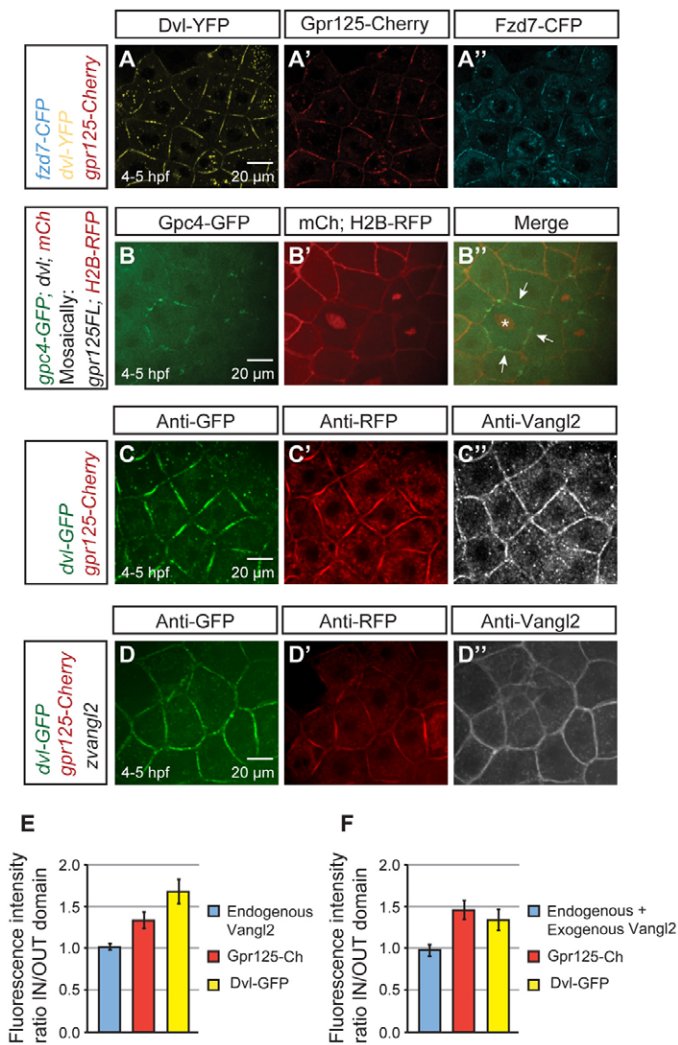 Dvl-YFP Gpr125-Cherry Fzd7-CFP
fzd7-CFP
dvl-YFP
gpr125-Cherry
A A’ A’’
4-5 hpf 20 µm
Gpc4-GFP mCh; H2B-RFP Merge
gpc4-GFP; dvl; mCh
Mosaically:
gpr125FL; H2B-RFP
B B’ B’’
*
4-5 hpf 20 µm
Anti-GFP Anti-RFP Anti-Vangl2
dvl-GFP
gpr125-Cherry
C C’ C’’
4-5 hpf 20 µm
Anti-GFP Anti-RFP Anti-Vangl2
dvl-GFP
gpr125-Cherry
zvangl2
D D’ D’’
4-5 hpf 20 µm
E
Fluorescence intensity
ratio IN/OUT domain
2.0
1.5
1.0
0.5
0.0
Endogenous
Vangl2
Gpr125-Ch
Dvl-GFP
F
Fluorescence intensity
ratio IN/OUT domain
2.0
1.5
1.0
0.5
0.0
Endogenous +
Exogenous Vangl2
Gpr125-Ch
Dvl-GFP